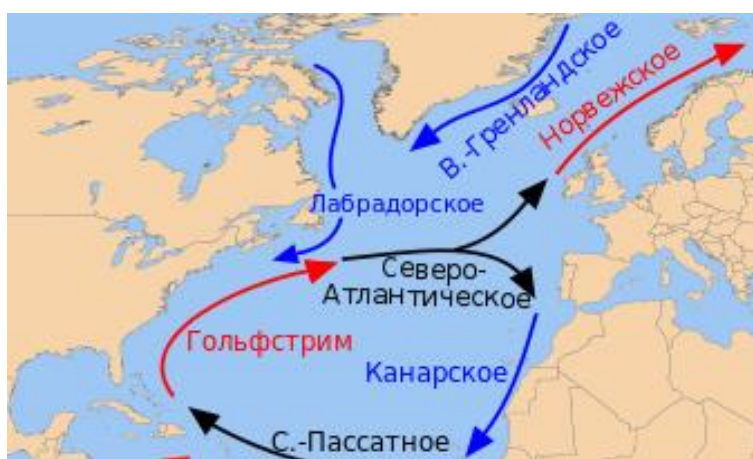 В.-Гренландское
Норвежское
Лабрадорское
Северо-
Атлантическое
Гольфстрим
Канарское
С.-Пассатное